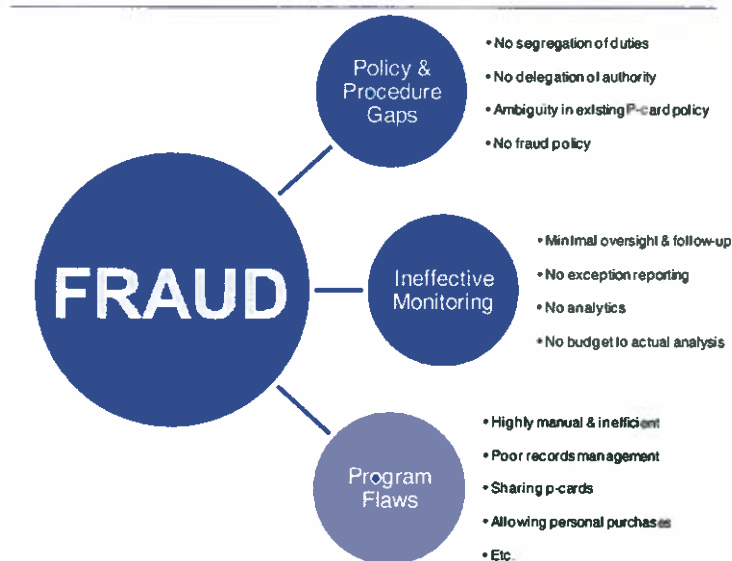 Policy &
Procedure
Gaps
• No segregation of duties
• No delegation of authority
• Ambiguity in existing P-card policy
• No fraud policy
FRAUD
Ineffective
Monitoring
• Minimal oversight & follow-up
• No exception reporting
• No analytics
• No budget to actual analysis
Program
Flaws
• Highly manual & inefficient
• Poor records management
• Sharing p-cards
• Allowing personal purchases
• Etc.